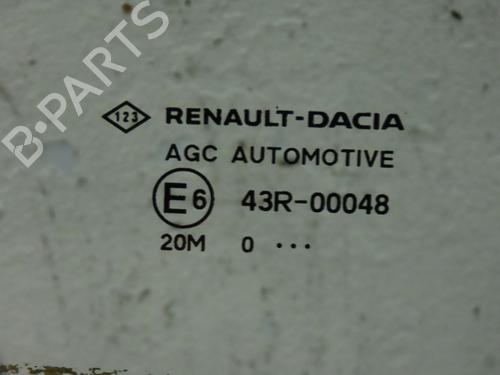 B-PARTS
123 RENAULT-DACIA
AGC AUTOMOTIVE
E6 43R-00048
20M 0 ...